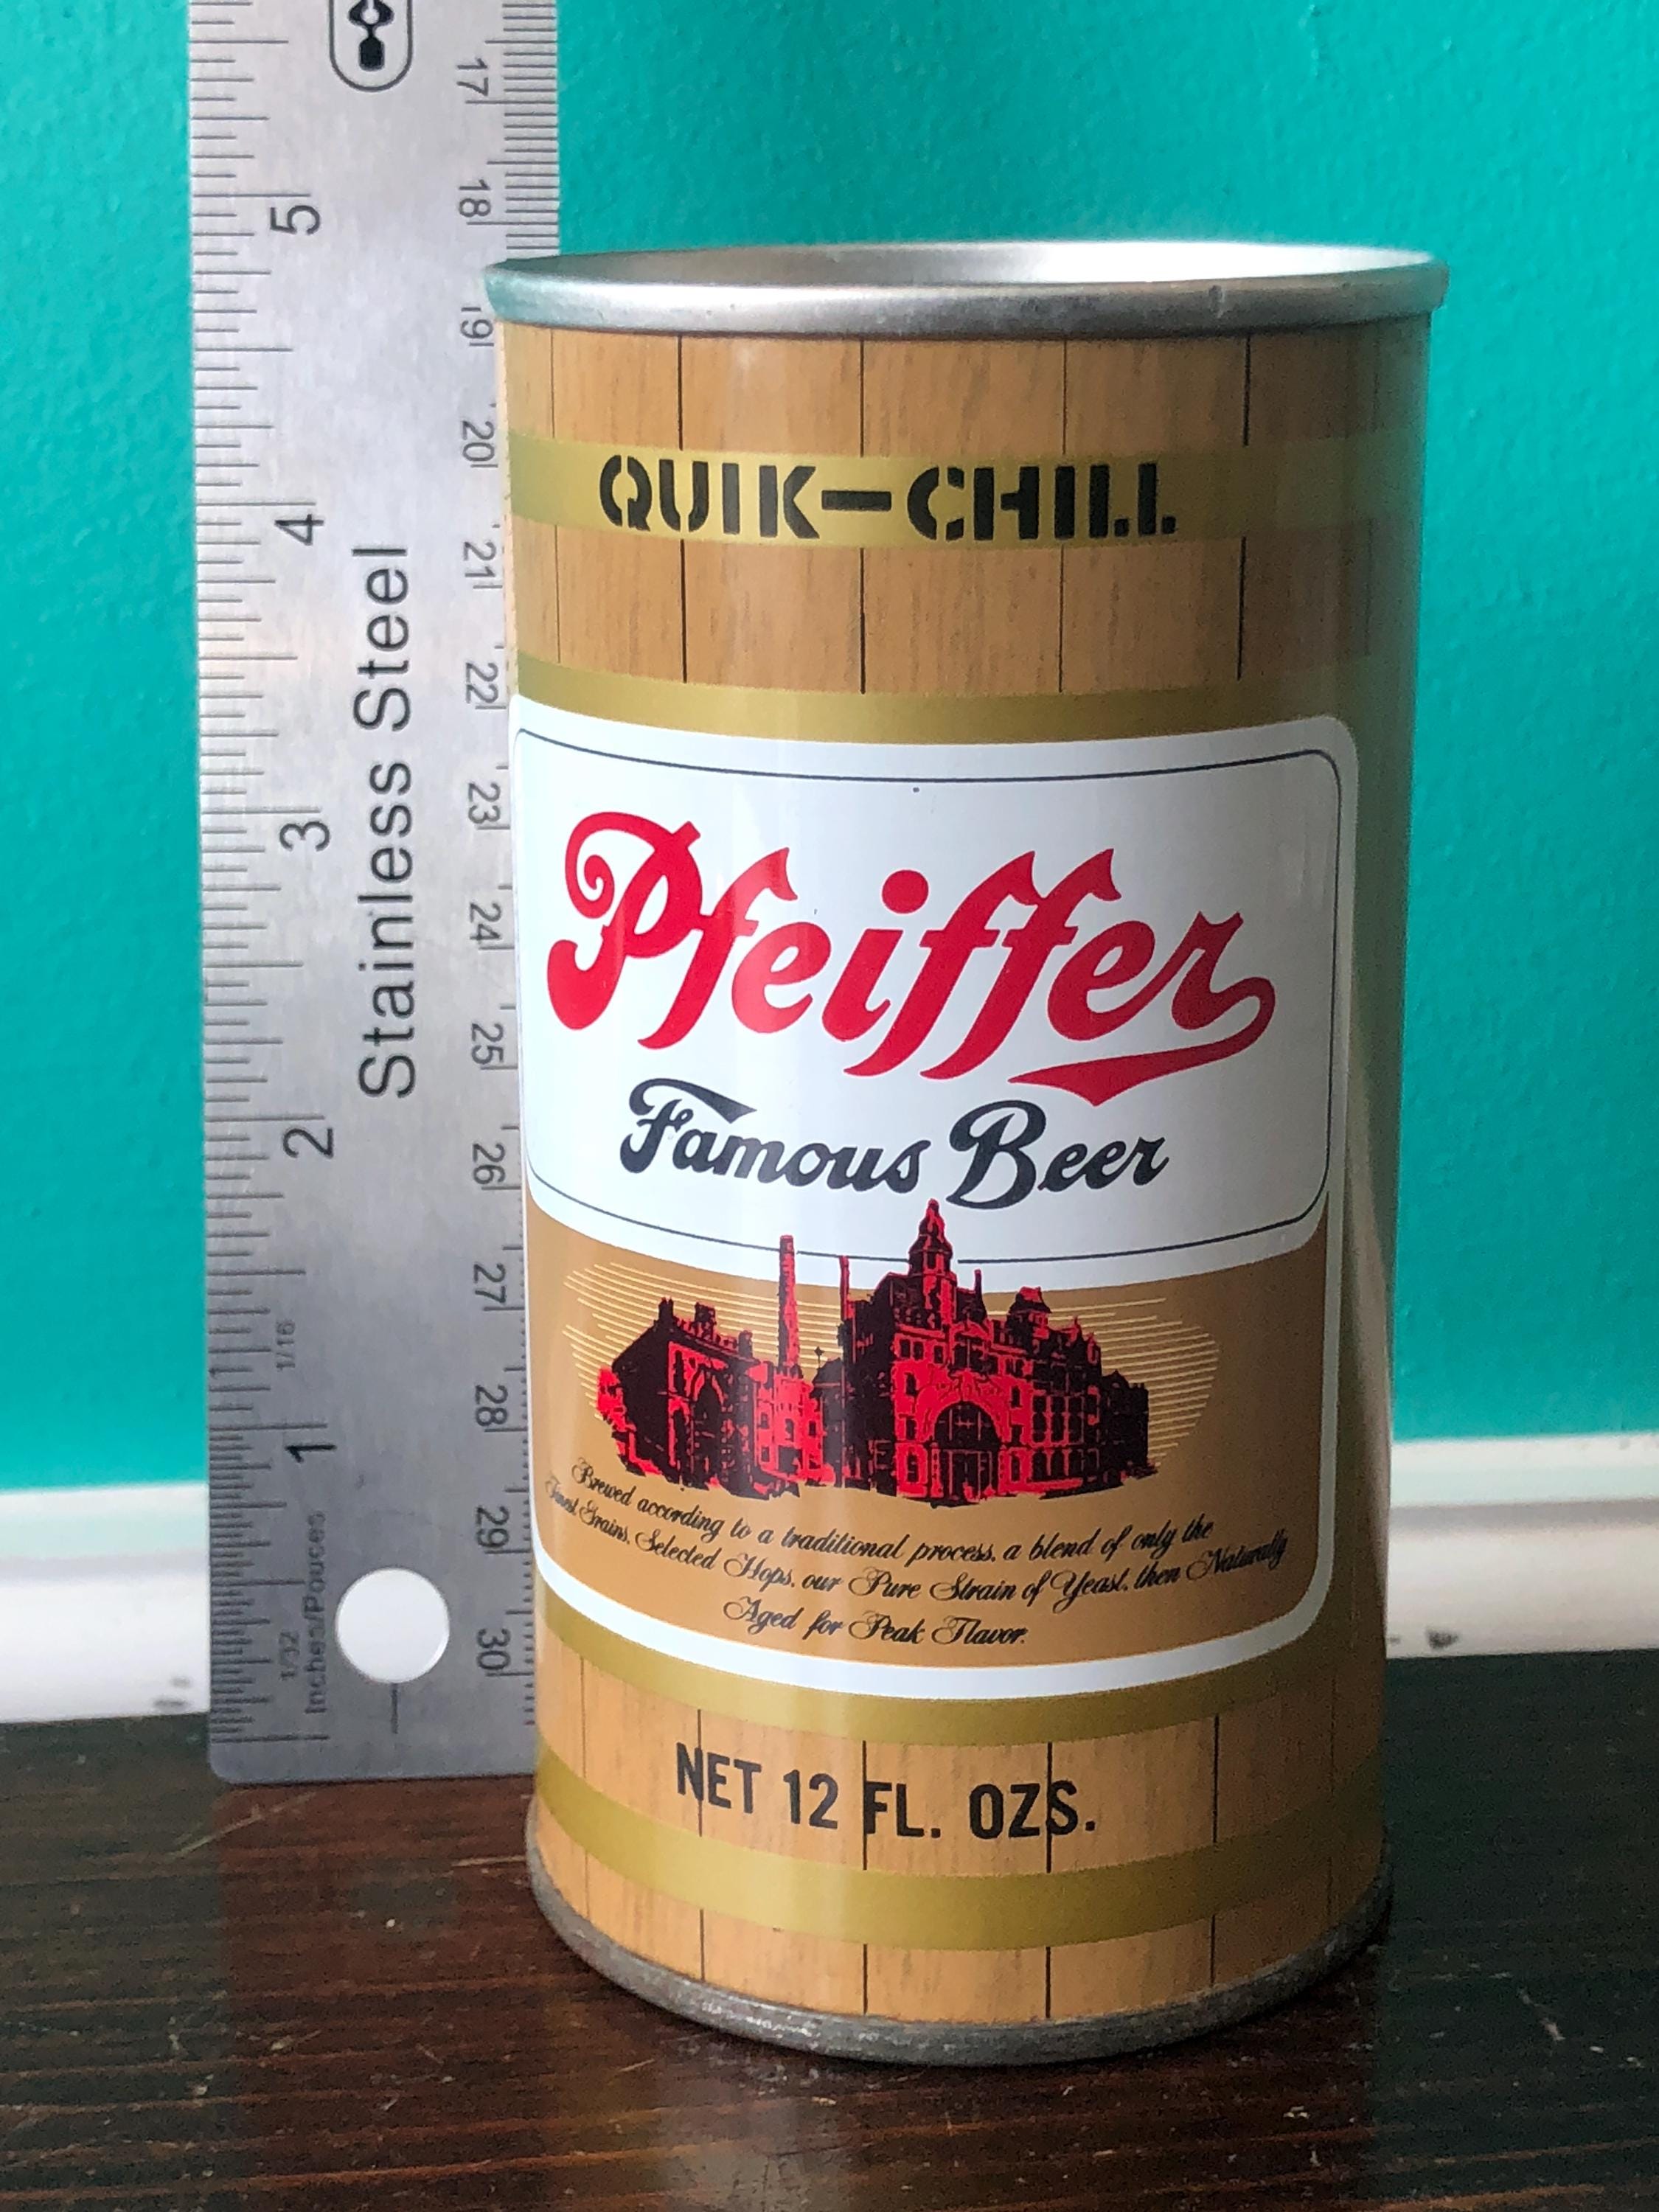 17
18
19
20
21
22
23
24
25
26
27
28
29
30
5
4
3
2
1
Stainless Steel
1/16
1/32
Inches/Pouces
QUIK-CHILL
Pfeiffer
Famous Beer
Brewed according to a traditional process, a blend of only the
Finest Grains, Selected Hops, our Pure Strain of Yeast, then Naturally
Aged for Peak Flavor.
NET 12 FL. OZS.